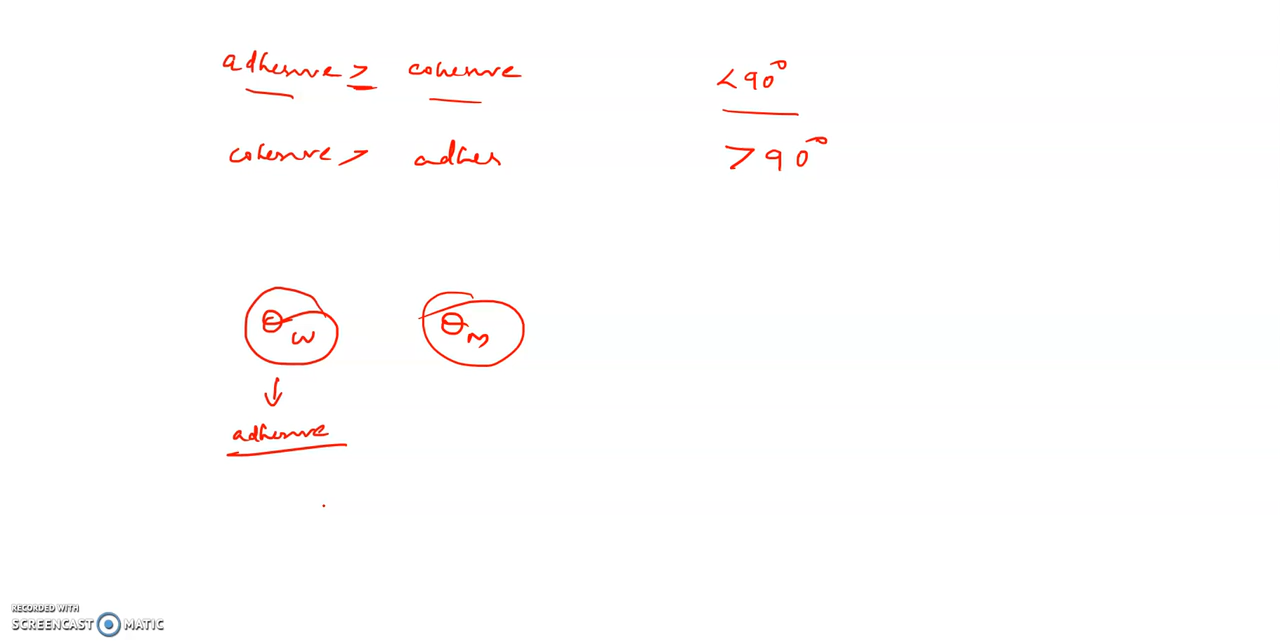 adhesive > cohesive <90°
cohesive > adhes >90°
θw θm
↓
adhesive
RECORDED WITH
SCREENCAST MATIC